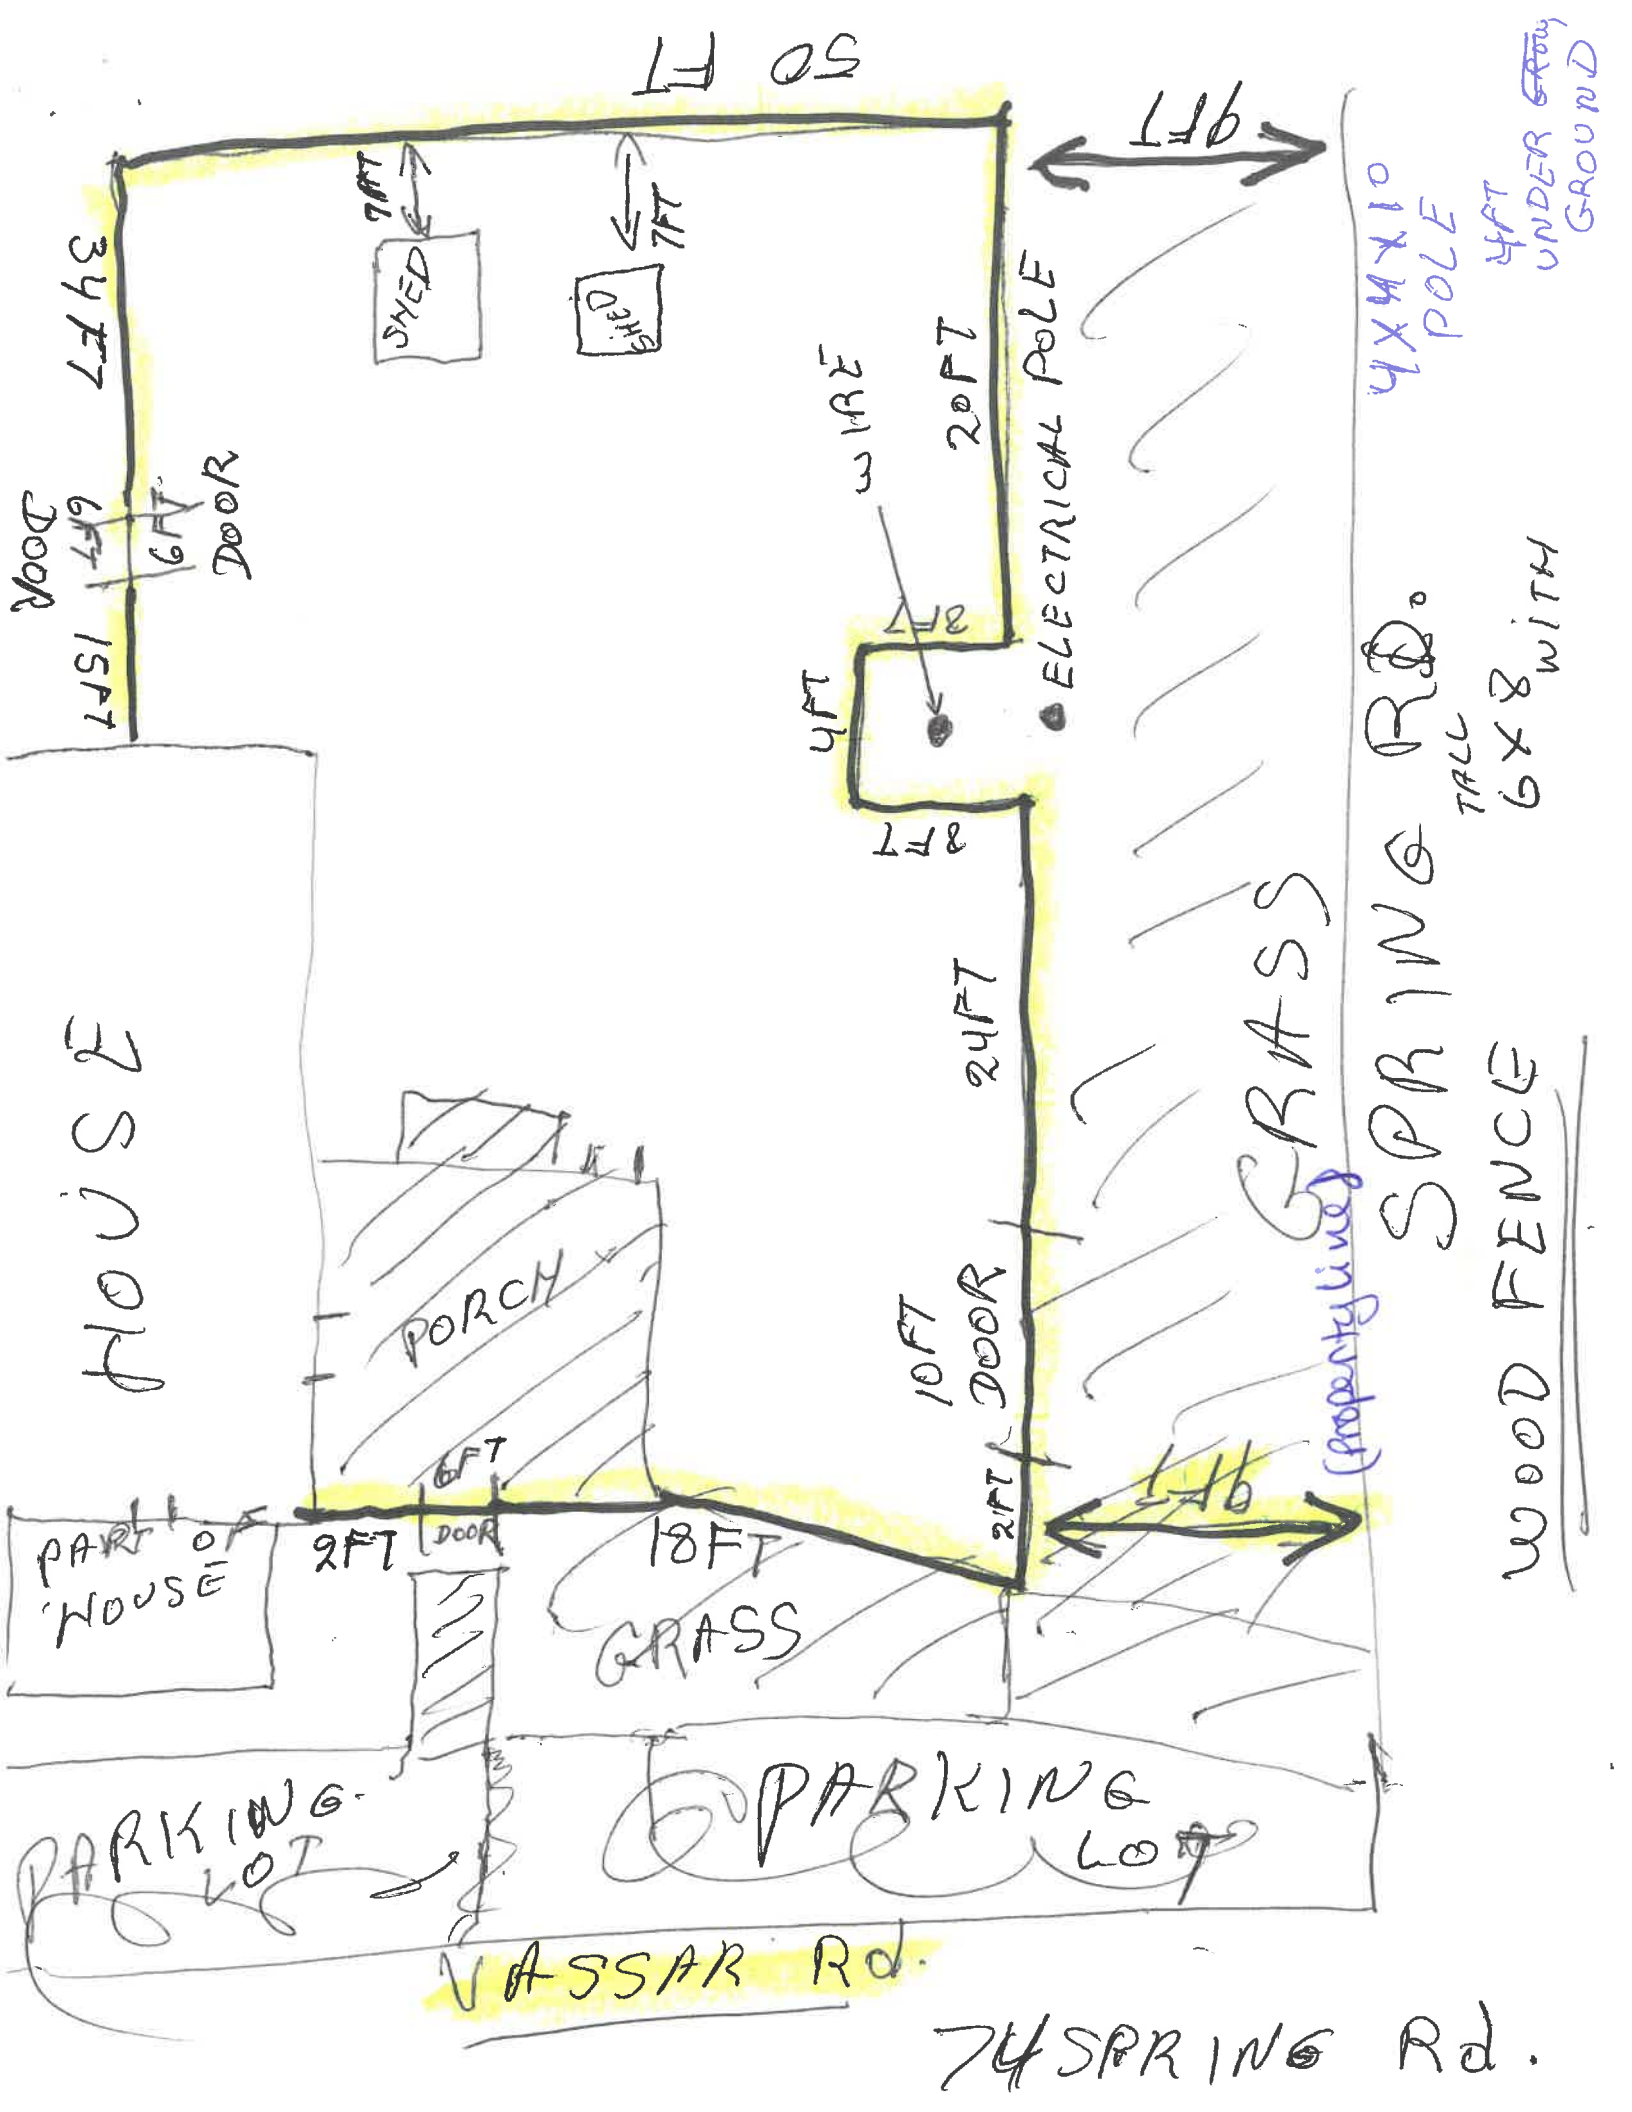 50 FT
34 FT
7FT
7FT
9FT
SHED
SHED
4X4X10
POLE
4FT
UNDER
GROUND
WIRE
20FT
ELECTRICAL POLE
DOOR
6FT
6FT
DOOR
15FT
8FT
4FT
8FT
24FT
HOUSE
PORCH
10FT
DOOR
2FT
9FT
GRASS
(Propertyline)
SPRING RD.
WOOD FENCE
TALL
6X8 WITH
PART OF
HOUSE
2FT
6FT
DOOR
18FT
GRASS
PARKING
LOT
PARKING
LOT
VASSAR Rd.
74 SPRING Rd.